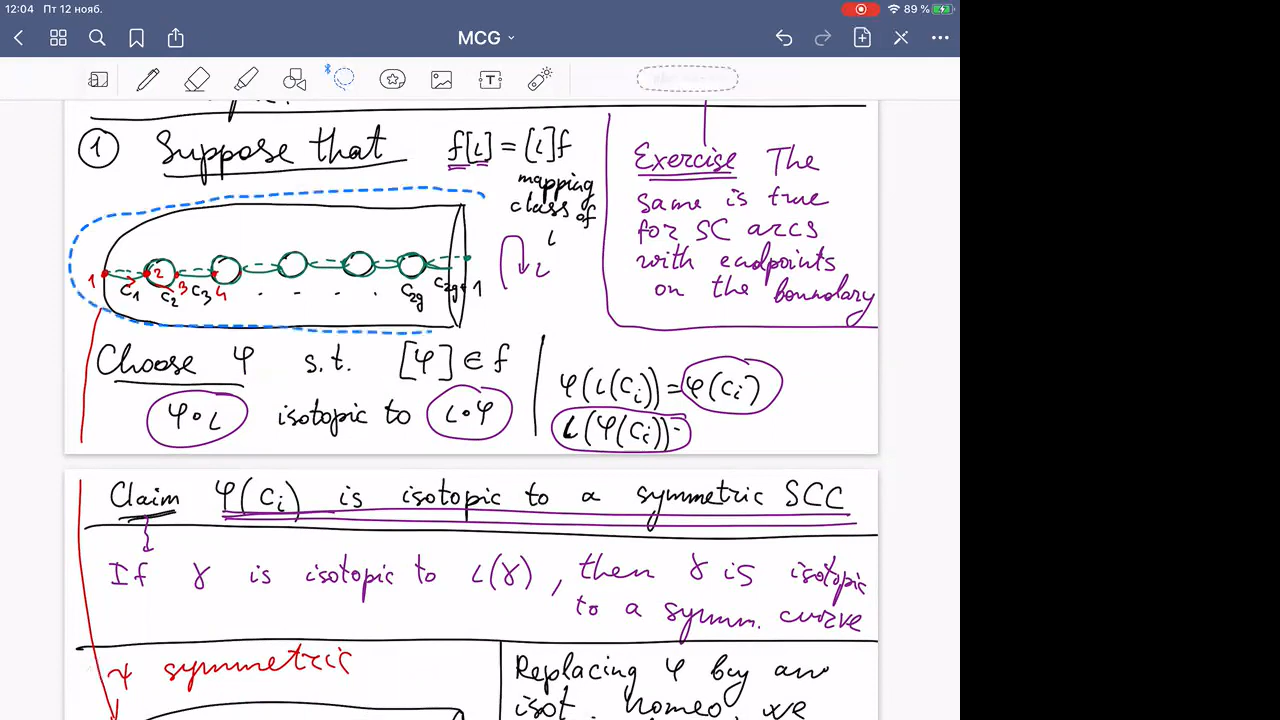 12:04 Пт 12 нояб. 89 %
MCG
1 Suppose that f[ι] = [ι]f
mapping
class of
ι
Exercise The
same is true
for SC arcs
with endpoints
on the boundary
1 2 3 4
ι
c1 c2 c3 . . . . c2g c2g+1
Choose φ s.t. [φ] ∈ f
φ∘ι isotopic to ι∘φ
φ(ι(ci)) = φ(ci)
ι(φ(ci)) =
Claim φ(ci) is isotopic to a symmetric SCC
If γ is isotopic to ι(γ), then γ is isotopic
to a symm. curve
symmetric
Replacing φ by an
isot. homeo, we